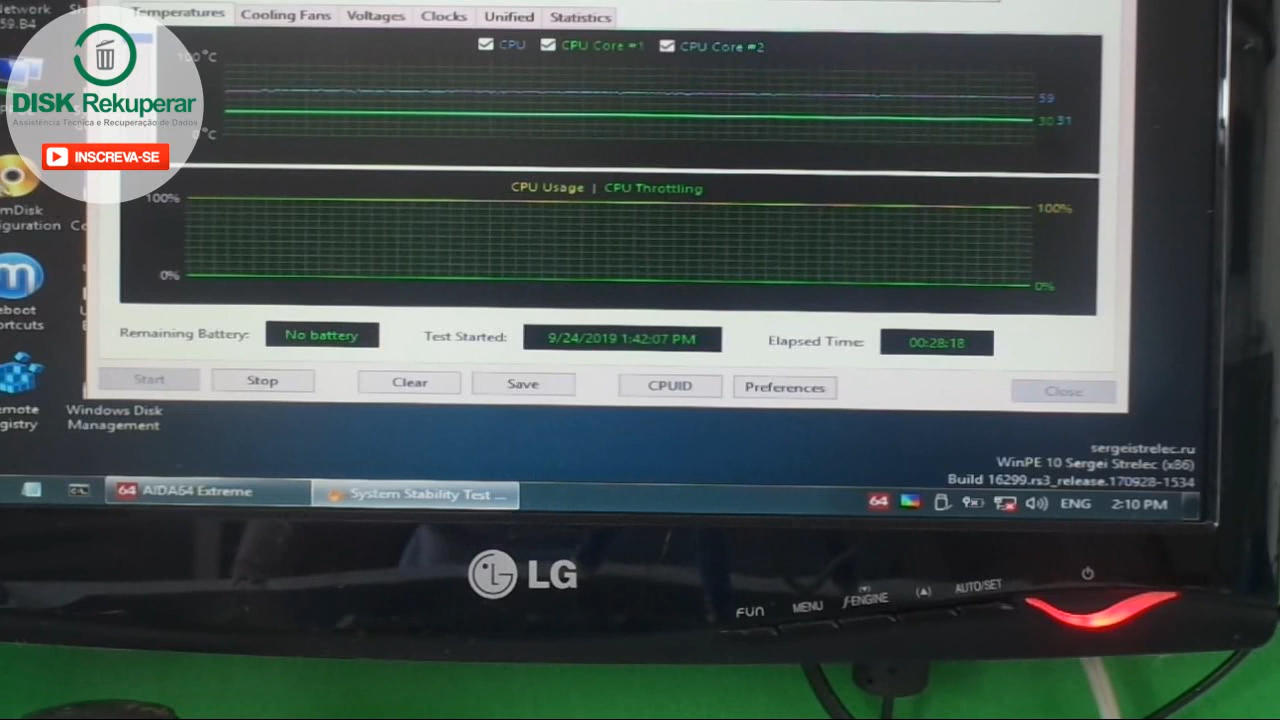 etwork
59.B4
Temperatures Cooling Fans Voltages Clocks Unified Statistics
CPU CPU Core #1 CPU Core #2
100°C
59
30 31
0°C
DISK Rekuperar
Assistência Técnica e Recuperação de Dados
INSCREVA-SE
CPU Usage | CPU Throttling
100% 100%
0% 0%
mDisk
iguration
Remaining Battery: No battery Test Started: 9/24/2019 1:42:07 PM Elapsed Time: 00:28:18
eboot
ortcuts
Start Stop Clear Save CPUID Preferences Close
emote
gistry
Windows Disk
Management
sergeistrelec.ru
WinPE 10 Sergei Strelec (x86)
Build 16299.rs3_release.170928-1534
64 AIDA64 Extreme System Stability Test ... 64 ENG 2:10 PM
LG
FUN MENU f-ENGINE AUTO/SET